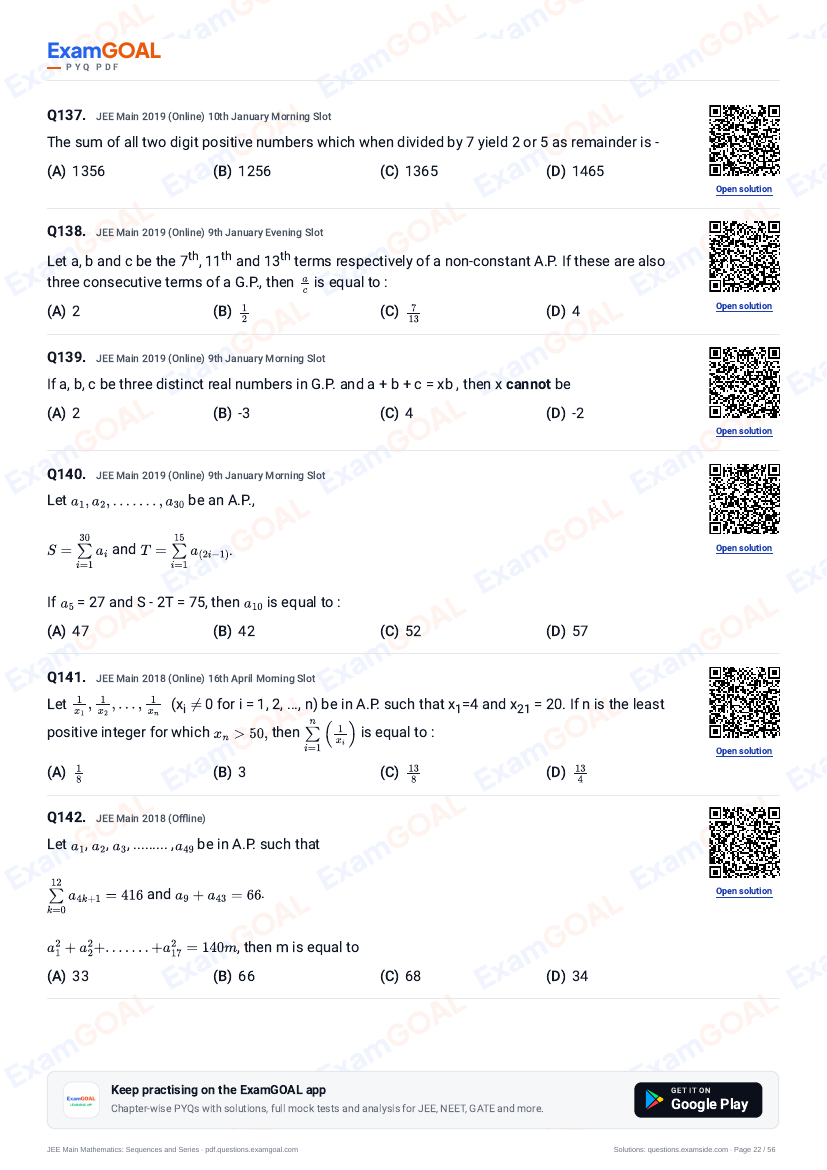 ExamGOAL
PYQ PDF
Q137. JEE Main 2019 (Online) 10th January Morning Slot
The sum of all two digit positive numbers which when divided by 7 yield 2 or 5 as remainder is -
(A) 1356 (B) 1256 (C) 1365 (D) 1465
Open solution
Q138. JEE Main 2019 (Online) 9th January Evening Slot
Let a, b and c be the 7th, 11th and 13th terms respectively of a non-constant A.P. If these are also
three consecutive terms of a G.P., then a/c is equal to :
(A) 2 (B) 1/2 (C) 7/13 (D) 4
Open solution
Q139. JEE Main 2019 (Online) 9th January Morning Slot
If a, b, c be three distinct real numbers in G.P. and a + b + c = xb , then x cannot be
(A) 2 (B) -3 (C) 4 (D) -2
Open solution
Q140. JEE Main 2019 (Online) 9th January Morning Slot
Let a₁, a₂, . . . . . . . , a₃₀ be an A.P.,
S = ∑_{i=1}^{30} a_i and T = ∑_{i=1}^{15} a_{(2i−1)}.
If a₅ = 27 and S - 2T = 75, then a₁₀ is equal to :
(A) 47 (B) 42 (C) 52 (D) 57
Open solution
Q141. JEE Main 2018 (Online) 16th April Morning Slot
Let 1/x₁, 1/x₂, . . . , 1/xₙ (xᵢ ≠ 0 for i = 1, 2, ..., n) be in A.P. such that x₁=4 and x₂₁ = 20. If n is the least
positive integer for which xₙ > 50, then ∑_{i=1}^{n} (1/xᵢ) is equal to :
(A) 1/8 (B) 3 (C) 13/8 (D) 13/4
Open solution
Q142. JEE Main 2018 (Offline)
Let a₁, a₂, a₃, ......... ,a₄₉ be in A.P. such that
∑_{k=0}^{12} a_{4k+1} = 416 and a₉ + a₄₃ = 66.
a₁² + a₂² + . . . . . . . + a₁₇² = 140m, then m is equal to
(A) 33 (B) 66 (C) 68 (D) 34
Open solution
Keep practising on the ExamGOAL app
Chapter-wise PYQs with solutions, full mock tests and analysis for JEE, NEET, GATE and more.
GET IT ON
Google Play
JEE Main Mathematics: Sequences and Series · pdf.questions.examgoal.com
Solutions: questions.examside.com · Page 22 / 56